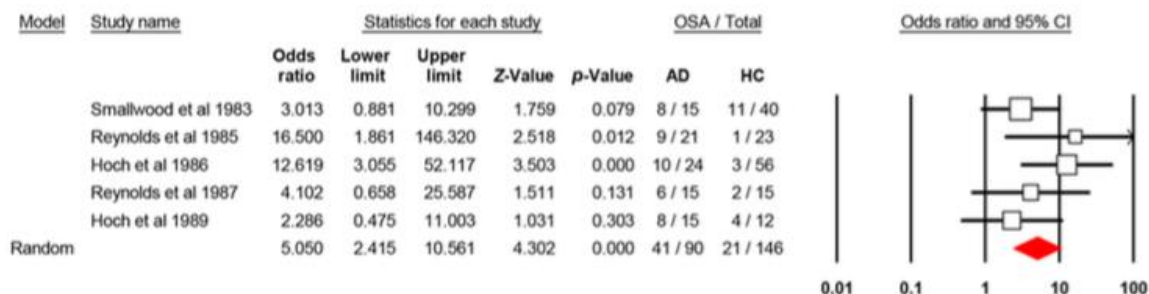 Model Study name Statistics for each study OSA / Total Odds ratio and 95% CI
Odds ratio Lower limit Upper limit Z-Value p-Value AD HC
Smallwood et al 1983 3.013 0.881 10.299 1.759 0.079 8 / 15 11 / 40
Reynolds et al 1985 16.500 1.861 146.320 2.518 0.012 9 / 21 1 / 23
Hoch et al 1986 12.619 3.055 52.117 3.503 0.000 10 / 24 3 / 56
Reynolds et al 1987 4.102 0.658 25.587 1.511 0.131 6 / 15 2 / 15
Hoch et al 1989 2.286 0.475 11.003 1.031 0.303 8 / 15 4 / 12
Random 5.050 2.415 10.561 4.302 0.000 41 / 90 21 / 146
0.01 0.1 1 10 100